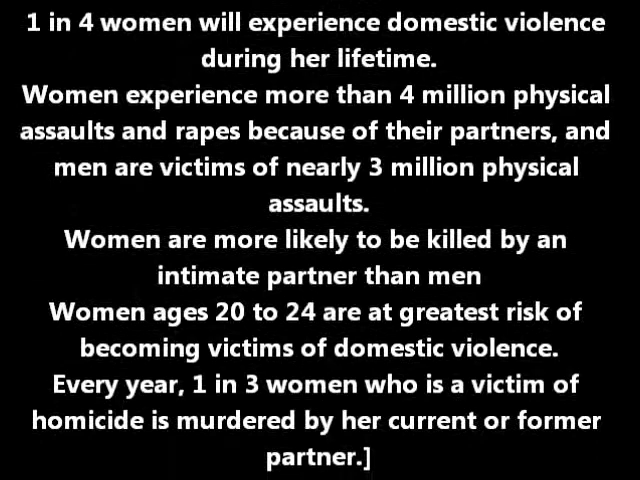 1 in 4 women will experience domestic violence
during her lifetime.
Women experience more than 4 million physical
assaults and rapes because of their partners, and
men are victims of nearly 3 million physical
assaults.
Women are more likely to be killed by an
intimate partner than men
Women ages 20 to 24 are at greatest risk of
becoming victims of domestic violence.
Every year, 1 in 3 women who is a victim of
homicide is murdered by her current or former
partner.]